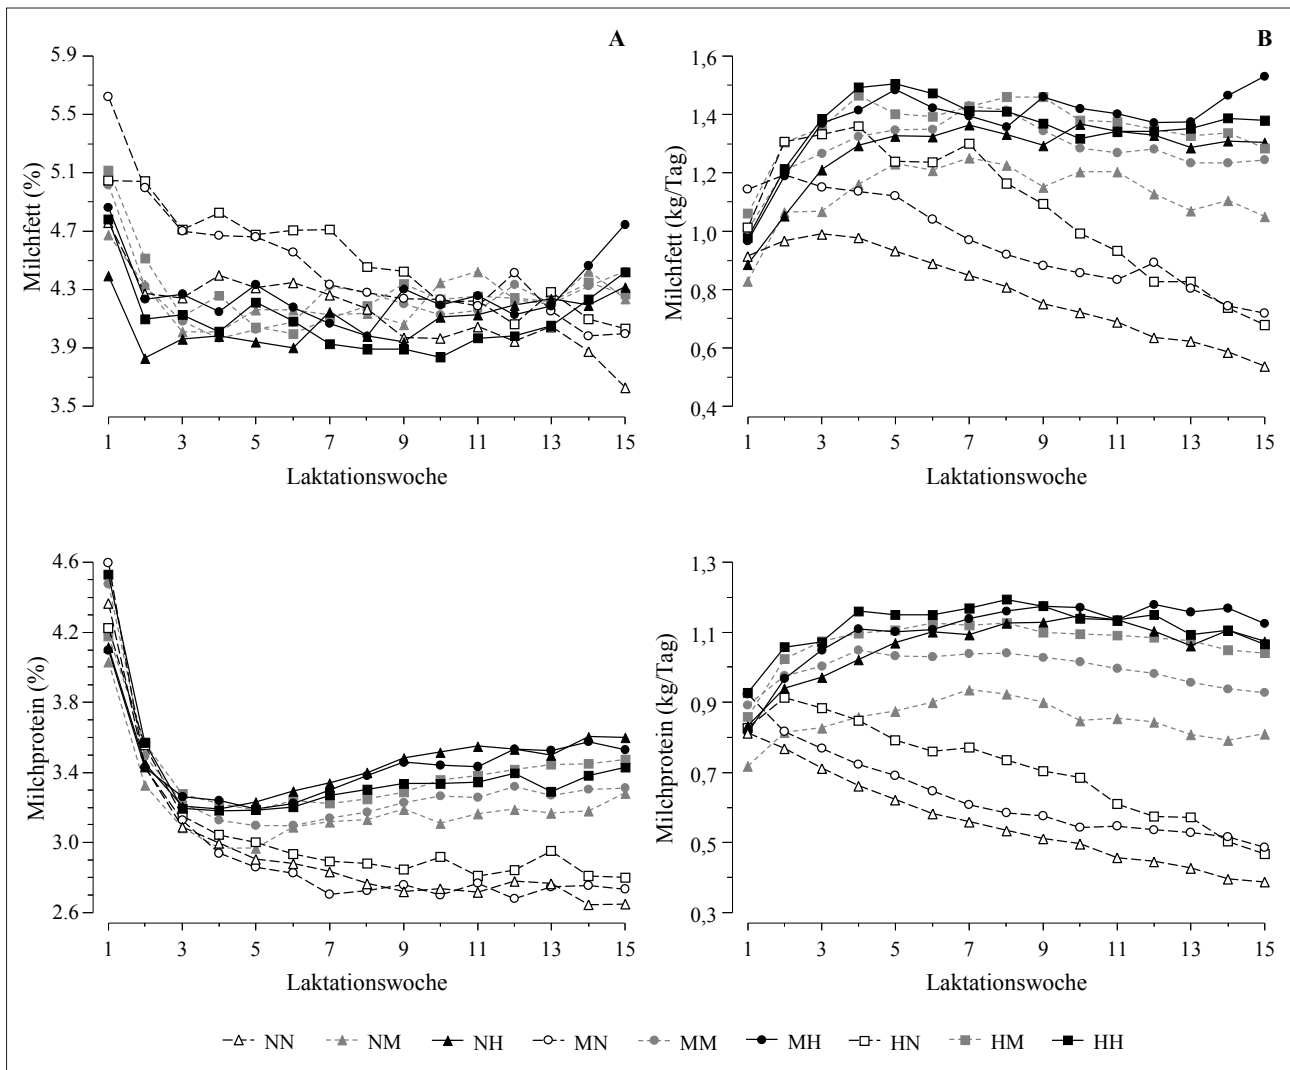 A
5.9
5.5
5.1
4.7
4.3
3.9
3.5
Milchfett (%)
1 3 5 7 9 11 13 15
Laktationswoche
B
1,6
1,4
1,2
1,0
0,8
0,6
0,4
Milchfett (kg/Tag)
1 3 5 7 9 11 13 15
Laktationswoche
4.6
4.2
3.8
3.4
3.0
2.6
Milchprotein (%)
1 3 5 7 9 11 13 15
Laktationswoche
1,3
1,1
0,9
0,7
0,5
0,3
Milchprotein (kg/Tag)
1 3 5 7 9 11 13 15
Laktationswoche
NN NM NH MN MM MH HN HM HH